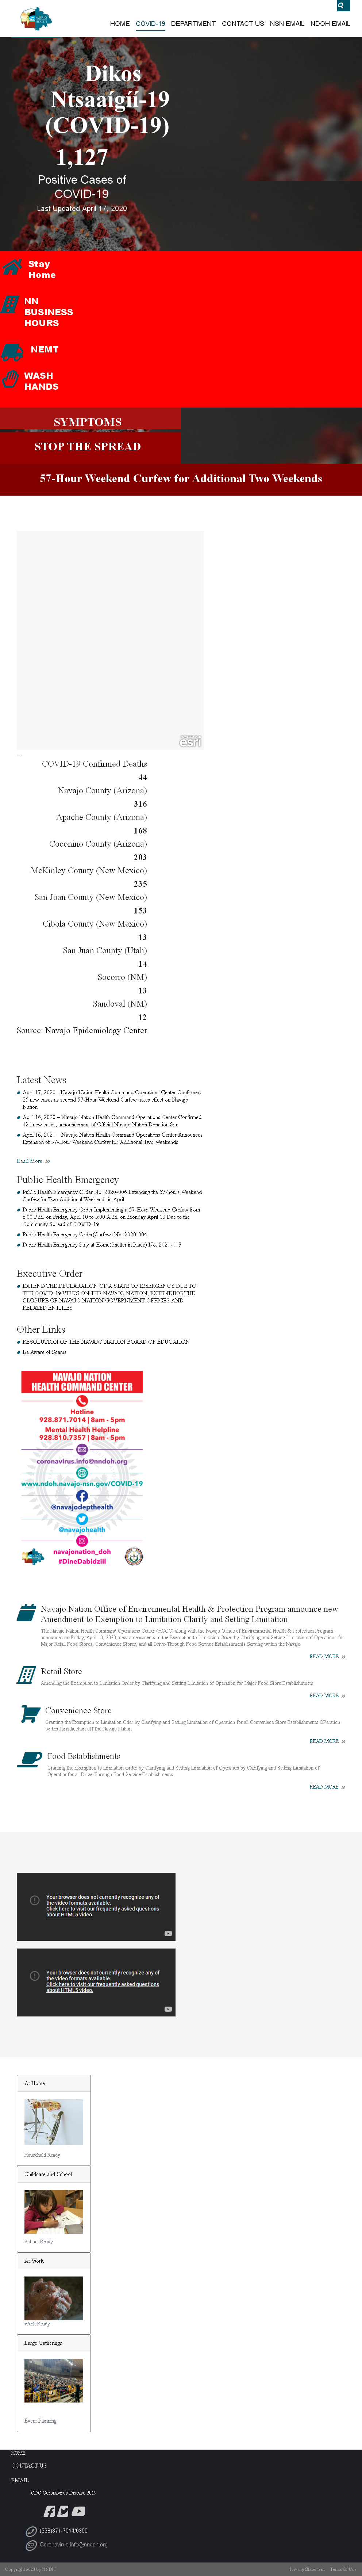 HOME COVID-19 DEPARTMENT CONTACT US NSN EMAIL NDOH EMAIL
Dikos
Ntsaaígíí-19
(COVID-19)
1,127
Positive Cases of
COVID-19
Last Updated April 17, 2020
Stay
Home
NN
BUSINESS
HOURS
NEMT
WASH
HANDS
SYMPTOMS
STOP THE SPREAD
57-Hour Weekend Curfew for Additional Two Weekends
esri
COVID-19 Confirmed Deaths
44
Navajo County (Arizona)
316
Apache County (Arizona)
168
Coconino County (Arizona)
203
McKinley County (New Mexico)
235
San Juan County (New Mexico)
153
Cibola County (New Mexico)
13
San Juan County (Utah)
14
Socorro (NM)
13
Sandoval (NM)
12
Source: Navajo Epidemiology Center
Latest News
April 17, 2020 - Navajo Nation Health Command Operations Center Confirmed
85 new cases as second 57-Hour Weekend Curfew takes effect on Navajo
Nation
April 16, 2020 – Navajo Nation Health Command Operations Center Confirmed
121 new cases, announcement of Official Navajo Nation Donation Site
April 16, 2020 – Navajo Nation Health Command Operations Center Announces
Extension of 57-Hour Weekend Curfew for Additional Two Weekends
Read More »
Public Health Emergency
Public Health Emergency Order No. 2020-006 Extending the 57-hours Weekend
Curfew for Two Additional Weekends in April
Public Health Emergency Order Implementing a 57-Hour Weekend Curfew from
8:00 P.M. on Friday, April 10 to 5:00 A.M. on Monday April 13 Due to the
Community Spread of COVID-19
Public Health Emergency Order(Curfew) No. 2020-004
Public Health Emergency Stay at Home(Shelter in Place) No. 2020-003
Executive Order
EXTEND THE DECLARATION OF A STATE OF EMERGENCY DUE TO
THE COVID-19 VIRUS ON THE NAVAJO NATION, EXTENDING THE
CLOSURE OF NAVAJO NATION GOVERNMENT OFFICES AND
RELATED ENTITIES
Other Links
RESOLUTION OF THE NAVAJO NATION BOARD OF EDUCATION
Be Aware of Scams
NAVAJO NATION
HEALTH COMMAND CENTER
Hotline
928.871.7014 | 8am - 5pm
Mental Health Helpline
928.810.7357 | 8am - 5pm
coronavirus.info@nndoh.org
www.ndoh.navajo-nsn.gov/COVID-19
@navajodepthealth
@navajohealth
navajonation_doh
#DineDabidziil
Navajo Nation Office of Environmental Health & Protection Program announce new
Amendment to Exemption to Limitation Clarify and Setting Limitation
The Navajo Nation Health Command Operations Center (HCOC) along with the Navajo Office of Environmental Health & Protection Program
announce on Friday, April 10, 2020, new amendments to the Exemption to Limitation Order by Clarifying and Setting Limitation of Operations for
Major Retail Food Stores, Convenience Stores, and all Drive Through Food Service Establishments Serving within the Navajo
READ MORE »
Retail Store
Amending the Exemption to Limitation Order by Clarifying and Setting Limitation of Operation for Major Food Store Establishments
READ MORE »
Convenience Store
Granting the Exemption to Limitation Oder by Clarifying and Setting Limitation of Operation for all Convenience Store Establishments OPeration
within Jurisdiction off the Navajo Nation
READ MORE »
Food Establishments
Granting the Exemption to Limitation Order by Clarifying and Setting Limitation of Operation by Clarifying and Setting Limitation of
Operationfor all Drive Through Food Service Establishments
READ MORE »
Your browser does not currently recognize any of
the video formats available.
Click here to visit our frequently asked questions
about HTML5 video.
Your browser does not currently recognize any of
the video formats available.
Click here to visit our frequently asked questions
about HTML5 video.
At Home
Household Ready
Childcare and School
School Ready
At Work
Work Ready
Large Gatherings
Event Planning
HOME
CONTACT US
EMAIL
CDC Coronavirus Disease 2019
(928)871-7014/6350
Coronavirus.info@nndoh.org
Copyright 2020 by NNDIT Privacy Statement Terms Of Use